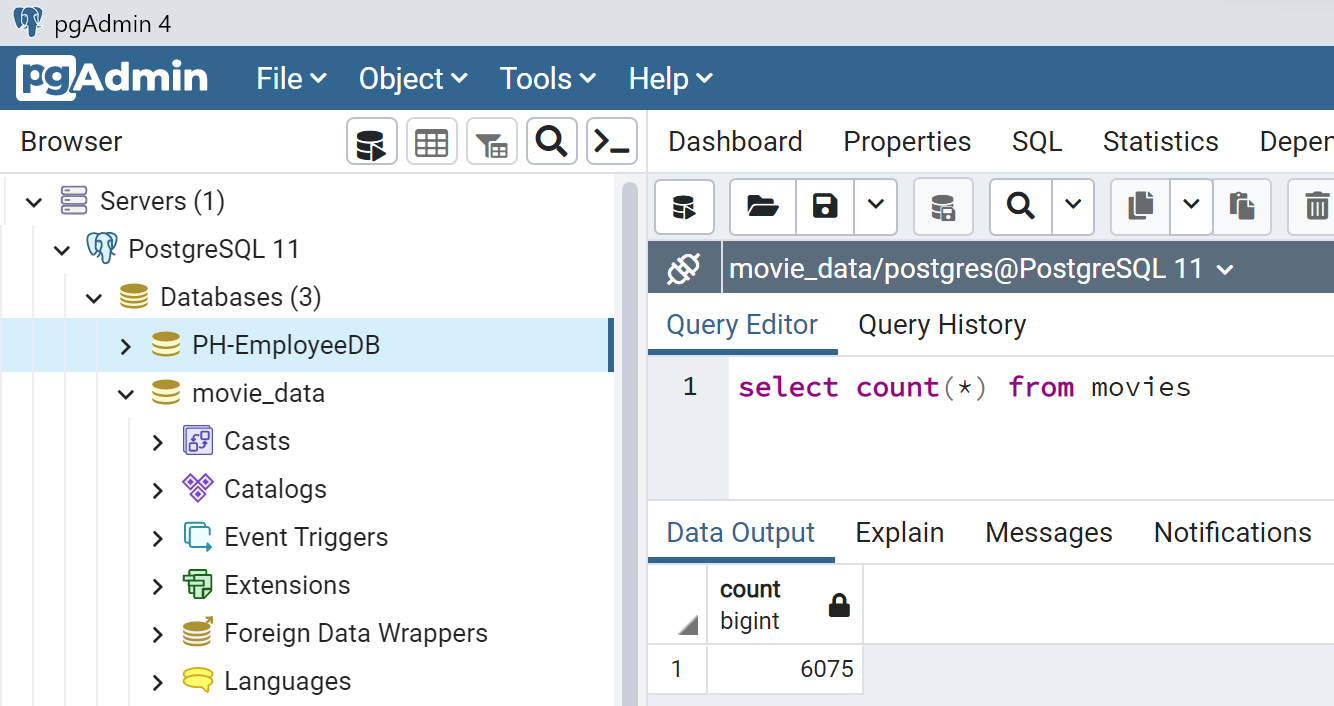 pgAdmin 4
pgAdmin File Object Tools Help
Browser
Dashboard Properties SQL Statistics Depen
Servers (1)
PostgreSQL 11
Databases (3)
PH-EmployeeDB
movie_data
Casts
Catalogs
Event Triggers
Extensions
Foreign Data Wrappers
Languages
movie_data/postgres@PostgreSQL 11
Query Editor Query History
1 select count(*) from movies
Data Output Explain Messages Notifications
count
bigint
1 6075